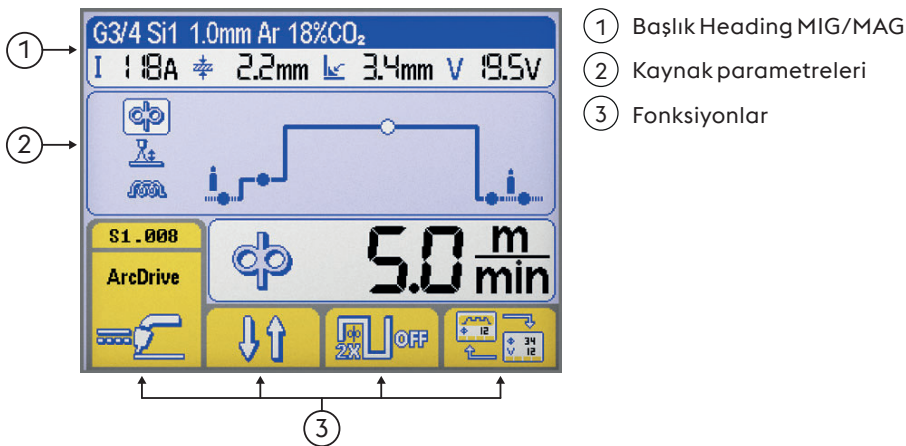 G3/4 Si1 1.0mm Ar 18%CO₂
I 118A 2.2mm 3.4mm V 19.5V
S1.008
ArcDrive
5.0 m/min
2X OFF
12
34
V 12
1
2
3
1 Başlık Heading MIG/MAG
2 Kaynak parametreleri
3 Fonksiyonlar